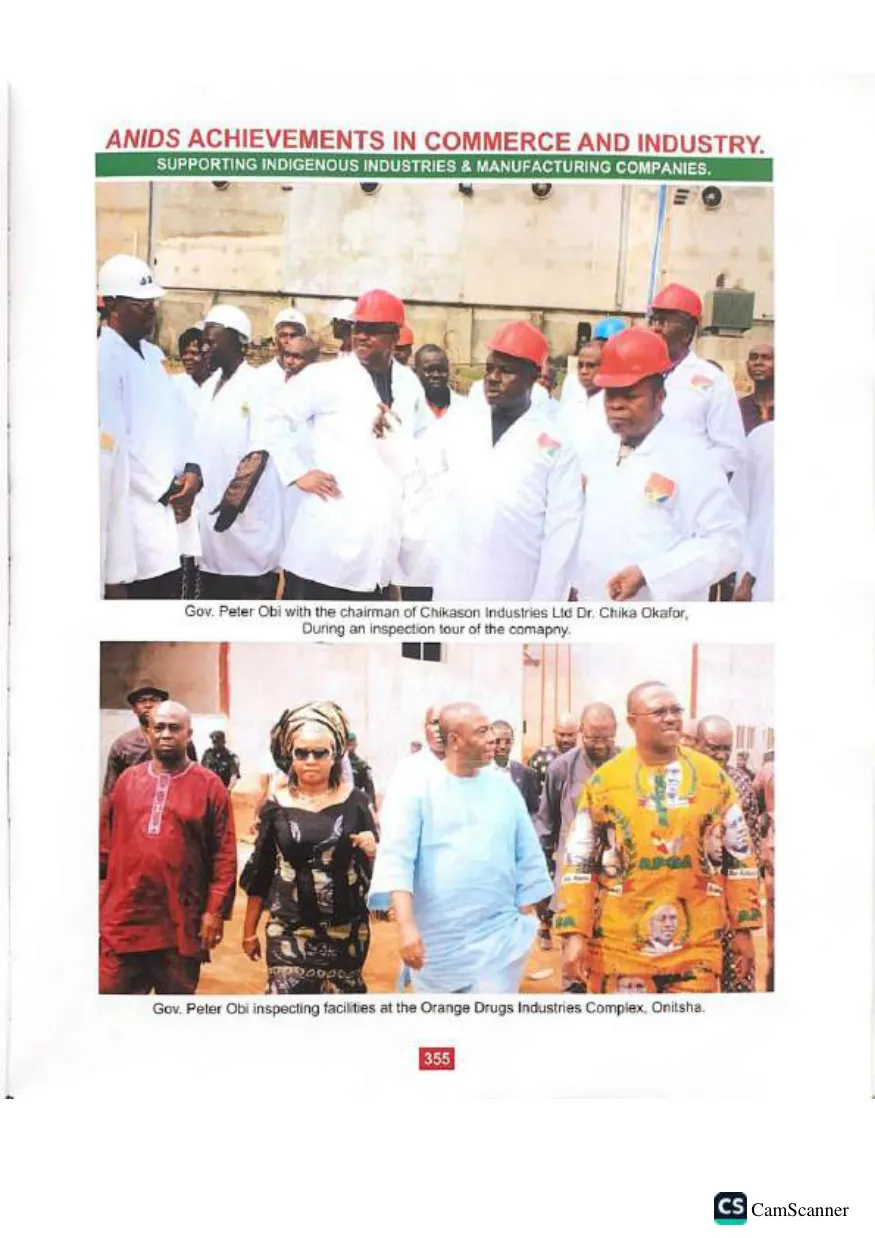 ANIDS ACHIEVEMENTS IN COMMERCE AND INDUSTRY.
SUPPORTING INDIGENOUS INDUSTRIES & MANUFACTURING COMPANIES.
Gov. Peter Obi with the chairman of Chikason Industries Ltd Dr. Chika Okafor,
During an inspection tour of the comapny.
APGA
Gov. Peter Obi inspecting facilities at the Orange Drugs Industries Complex, Onitsha.
355
CS CamScanner